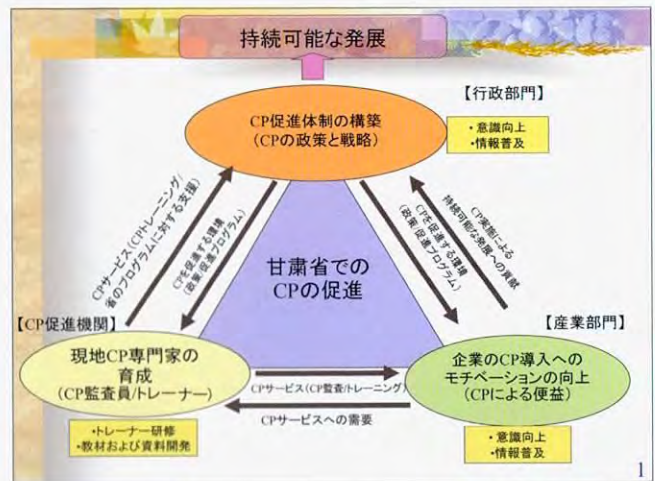 持続可能な発展
【行政部門】
CP促進体制の構築
(CPの政策と戦略)
・意識向上
・情報普及
CPサービス(CPトレーニング/
省のプログラムに対する支援)
CPを促進する環境
(政策/促進プログラム)
CPを促進する環境
(政策/促進プログラム)
CP実施による
持続可能な発展への貢献
甘粛省での
CPの促進
【CP促進機関】
【産業部門】
現地CP専門家の
育成
(CP監査員/トレーナー)
企業のCP導入への
モチベーションの向上
(CPによる便益)
CPサービス(CP監査/トレーニング)
CPサービスへの需要
・トレーナー研修
・教材および資料開発
・意識向上
・情報普及
1